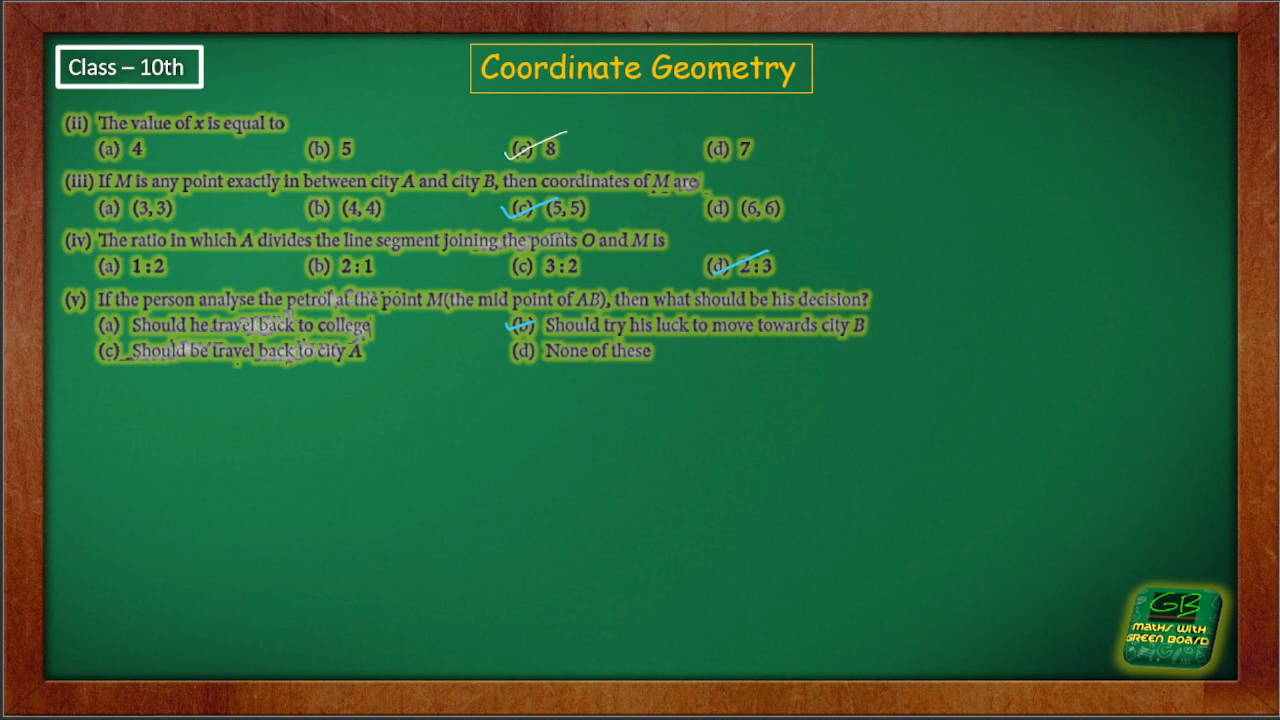 Class – 10th
Coordinate Geometry
(ii) The value of x is equal to
(a) 4 (b) 5 (c) 8 (d) 7
(iii) If M is any point exactly in between city A and city B, then coordinates of M are
(a) (3, 3) (b) (4, 4) (c) (5, 5) (d) (6, 6)
(iv) The ratio in which A divides the line segment joining the points O and M is
(a) 1 : 2 (b) 2 : 1 (c) 3 : 2 (d) 2 : 3
(v) If the person analyse the petrol at the point M(the mid point of AB), then what should be his decision?
(a) Should he travel back to college (b) Should try his luck to move towards city B
(c) Should be travel back to city A (d) None of these
GB
MATHS WITH
GREEN BOARD